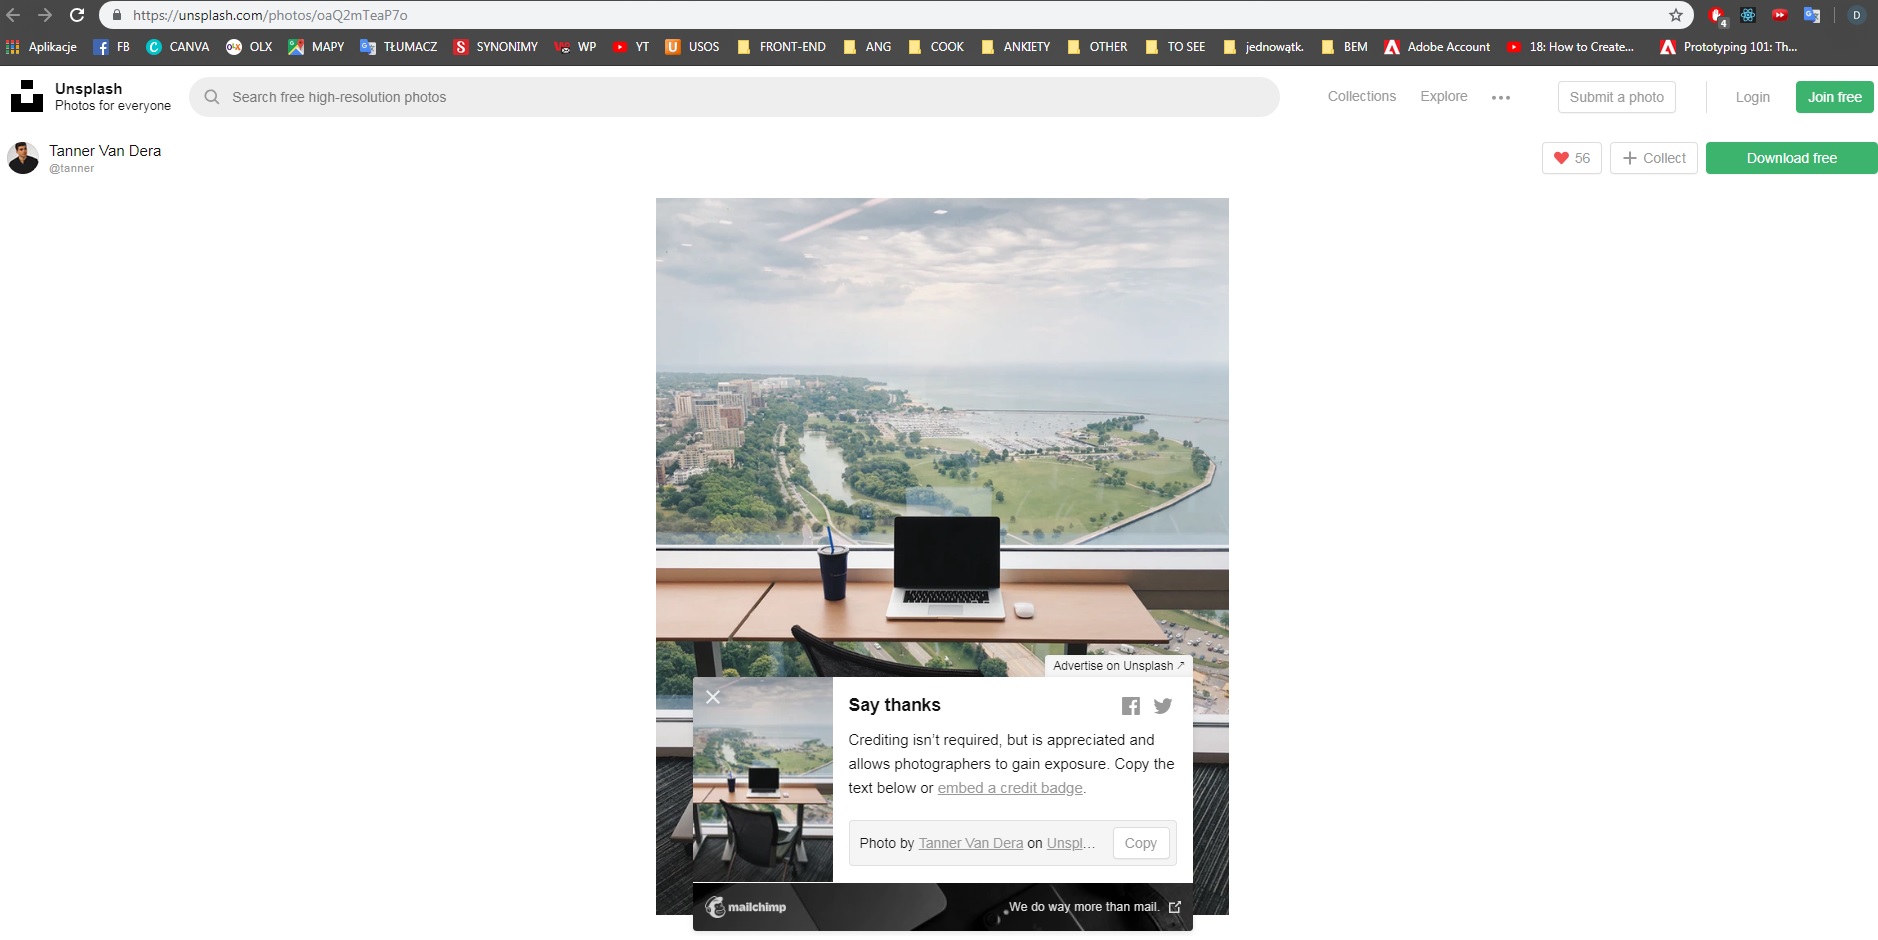 https://unsplash.com/photos/oaQ2mTeaP7o
4
D
Aplikacje FB CANVA OLX MAPY TŁUMACZ SYNONIMY WP YT USOS FRONT-END ANG COOK ANKIETY OTHER TO SEE jednowątk. BEM Adobe Account 18: How to Create... Prototyping 101: Th...
Unsplash
Photos for everyone
Search free high-resolution photos
Collections Explore ••• Submit a photo Login Join free
Tanner Van Dera
@tanner
56 + Collect Download free
Advertise on Unsplash ↗
Say thanks
Crediting isn't required, but is appreciated and
allows photographers to gain exposure. Copy the
text below or embed a credit badge.
Photo by Tanner Van Dera on Unspl... Copy
mailchimp We do way more than mail.